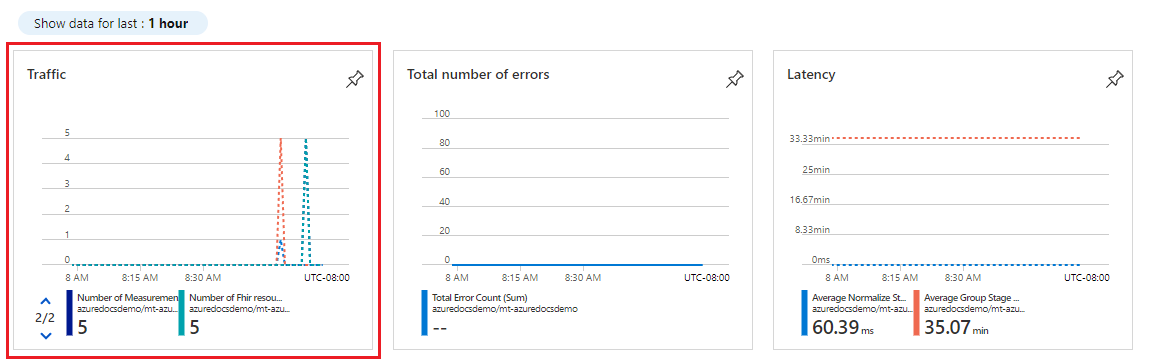 Show data for last : 1 hour
Traffic
5
4
3
2
1
0
8 AM 8:15 AM 8:30 AM UTC-08:00
2/2
Number of Measuremen
azuredocsdemo/mt-azu...
5
Number of Fhir resou...
azuredocsdemo/mt-azu...
5
Total number of errors
100
80
60
40
20
0
8 AM 8:15 AM 8:30 AM UTC-08:00
Total Error Count (Sum)
azuredocsdemo/mt-azuredocsdemo
--
Latency
33.33min
25min
16.67min
8.33min
0ms
8 AM 8:15 AM 8:30 AM UTC-08:00
Average Normalize St...
azuredocsdemo/mt-azu...
60.39 ms
Average Group Stage ...
azuredocsdemo/mt-azu...
35.07 min